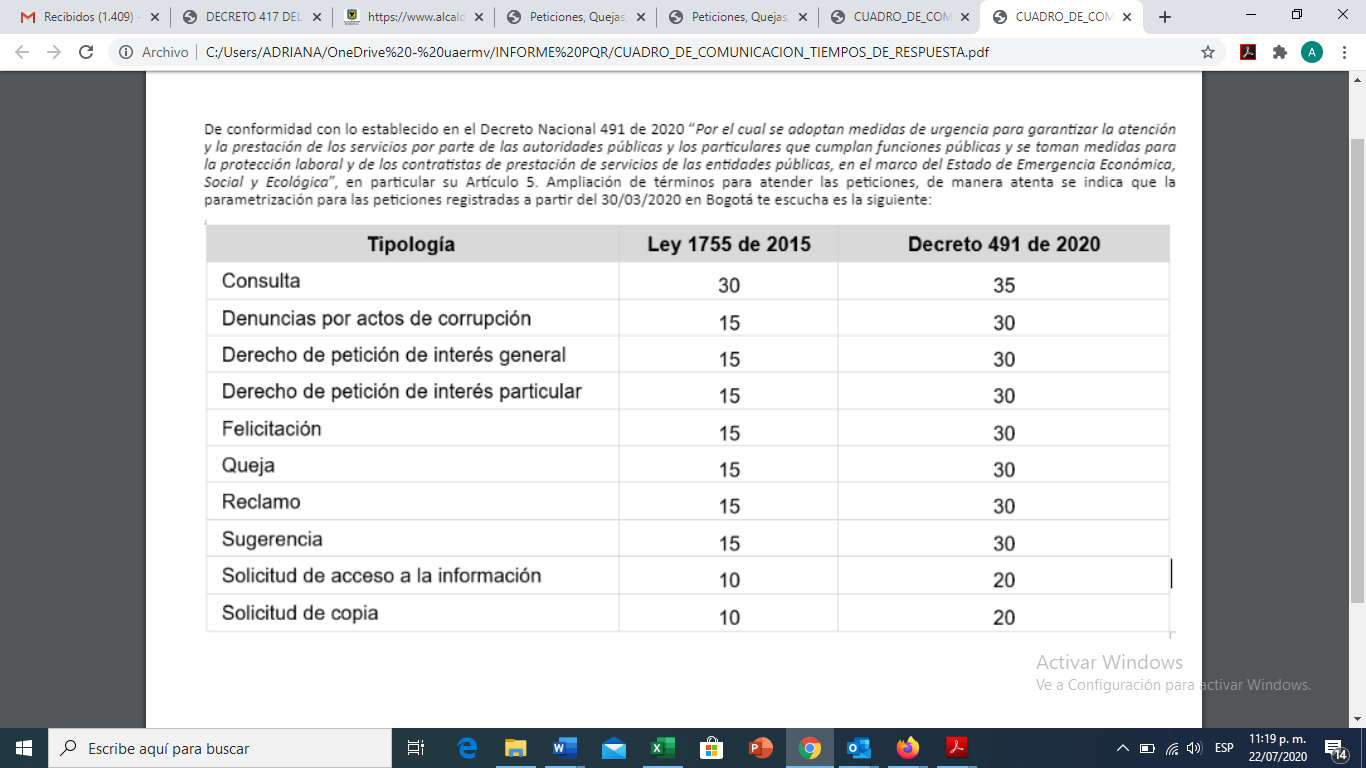 Recibidos (1.409) -
DECRETO 417 DEL
https://www.alcald
Peticiones, Quejas,
Peticiones, Quejas,
CUADRO_DE_COM
CUADRO_DE_COM
Archivo
C:/Users/ADRIANA/OneDrive%20-%20uaermv/INFORME%20PQR/CUADRO_DE_COMUNICACION_TIEMPOS_DE_RESPUESTA.pdf
A
De conformidad con lo establecido en el Decreto Nacional 491 de 2020 “Por el cual se adoptan medidas de urgencia para garantizar la atención
y la prestación de los servicios por parte de las autoridades públicas y los particulares que cumplan funciones públicas y se toman medidas para
la protección laboral y de los contratistas de prestación de servicios de las entidades públicas, en el marco del Estado de Emergencia Económica,
Social y Ecológica”, en particular su Artículo 5. Ampliación de términos para atender las peticiones, de manera atenta se indica que la
parametrización para las peticiones registradas a partir del 30/03/2020 en Bogotá te escucha es la siguiente:
Tipología Ley 1755 de 2015 Decreto 491 de 2020
Consulta 30 35
Denuncias por actos de corrupción 15 30
Derecho de petición de interés general 15 30
Derecho de petición de interés particular 15 30
Felicitación 15 30
Queja 15 30
Reclamo 15 30
Sugerencia 15 30
Solicitud de acceso a la información 10 20
Solicitud de copia 10 20
Activar Windows
Ve a Configuración para activar Windows.
Escribe aquí para buscar
ESP
11:19 p. m.
22/07/2020
14